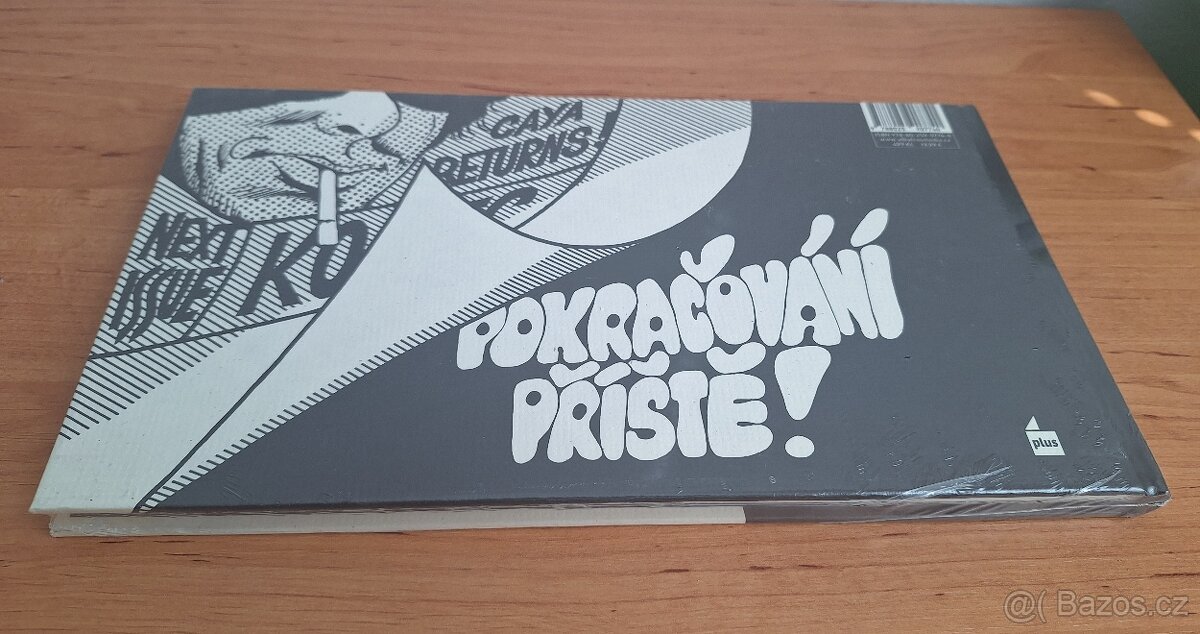 CAYA
RETURNS!
NEXT
ISSUE
KO
POKRAČOVÁNÍ
PŘÍŠTĚ!
plus
@( Bazos.cz